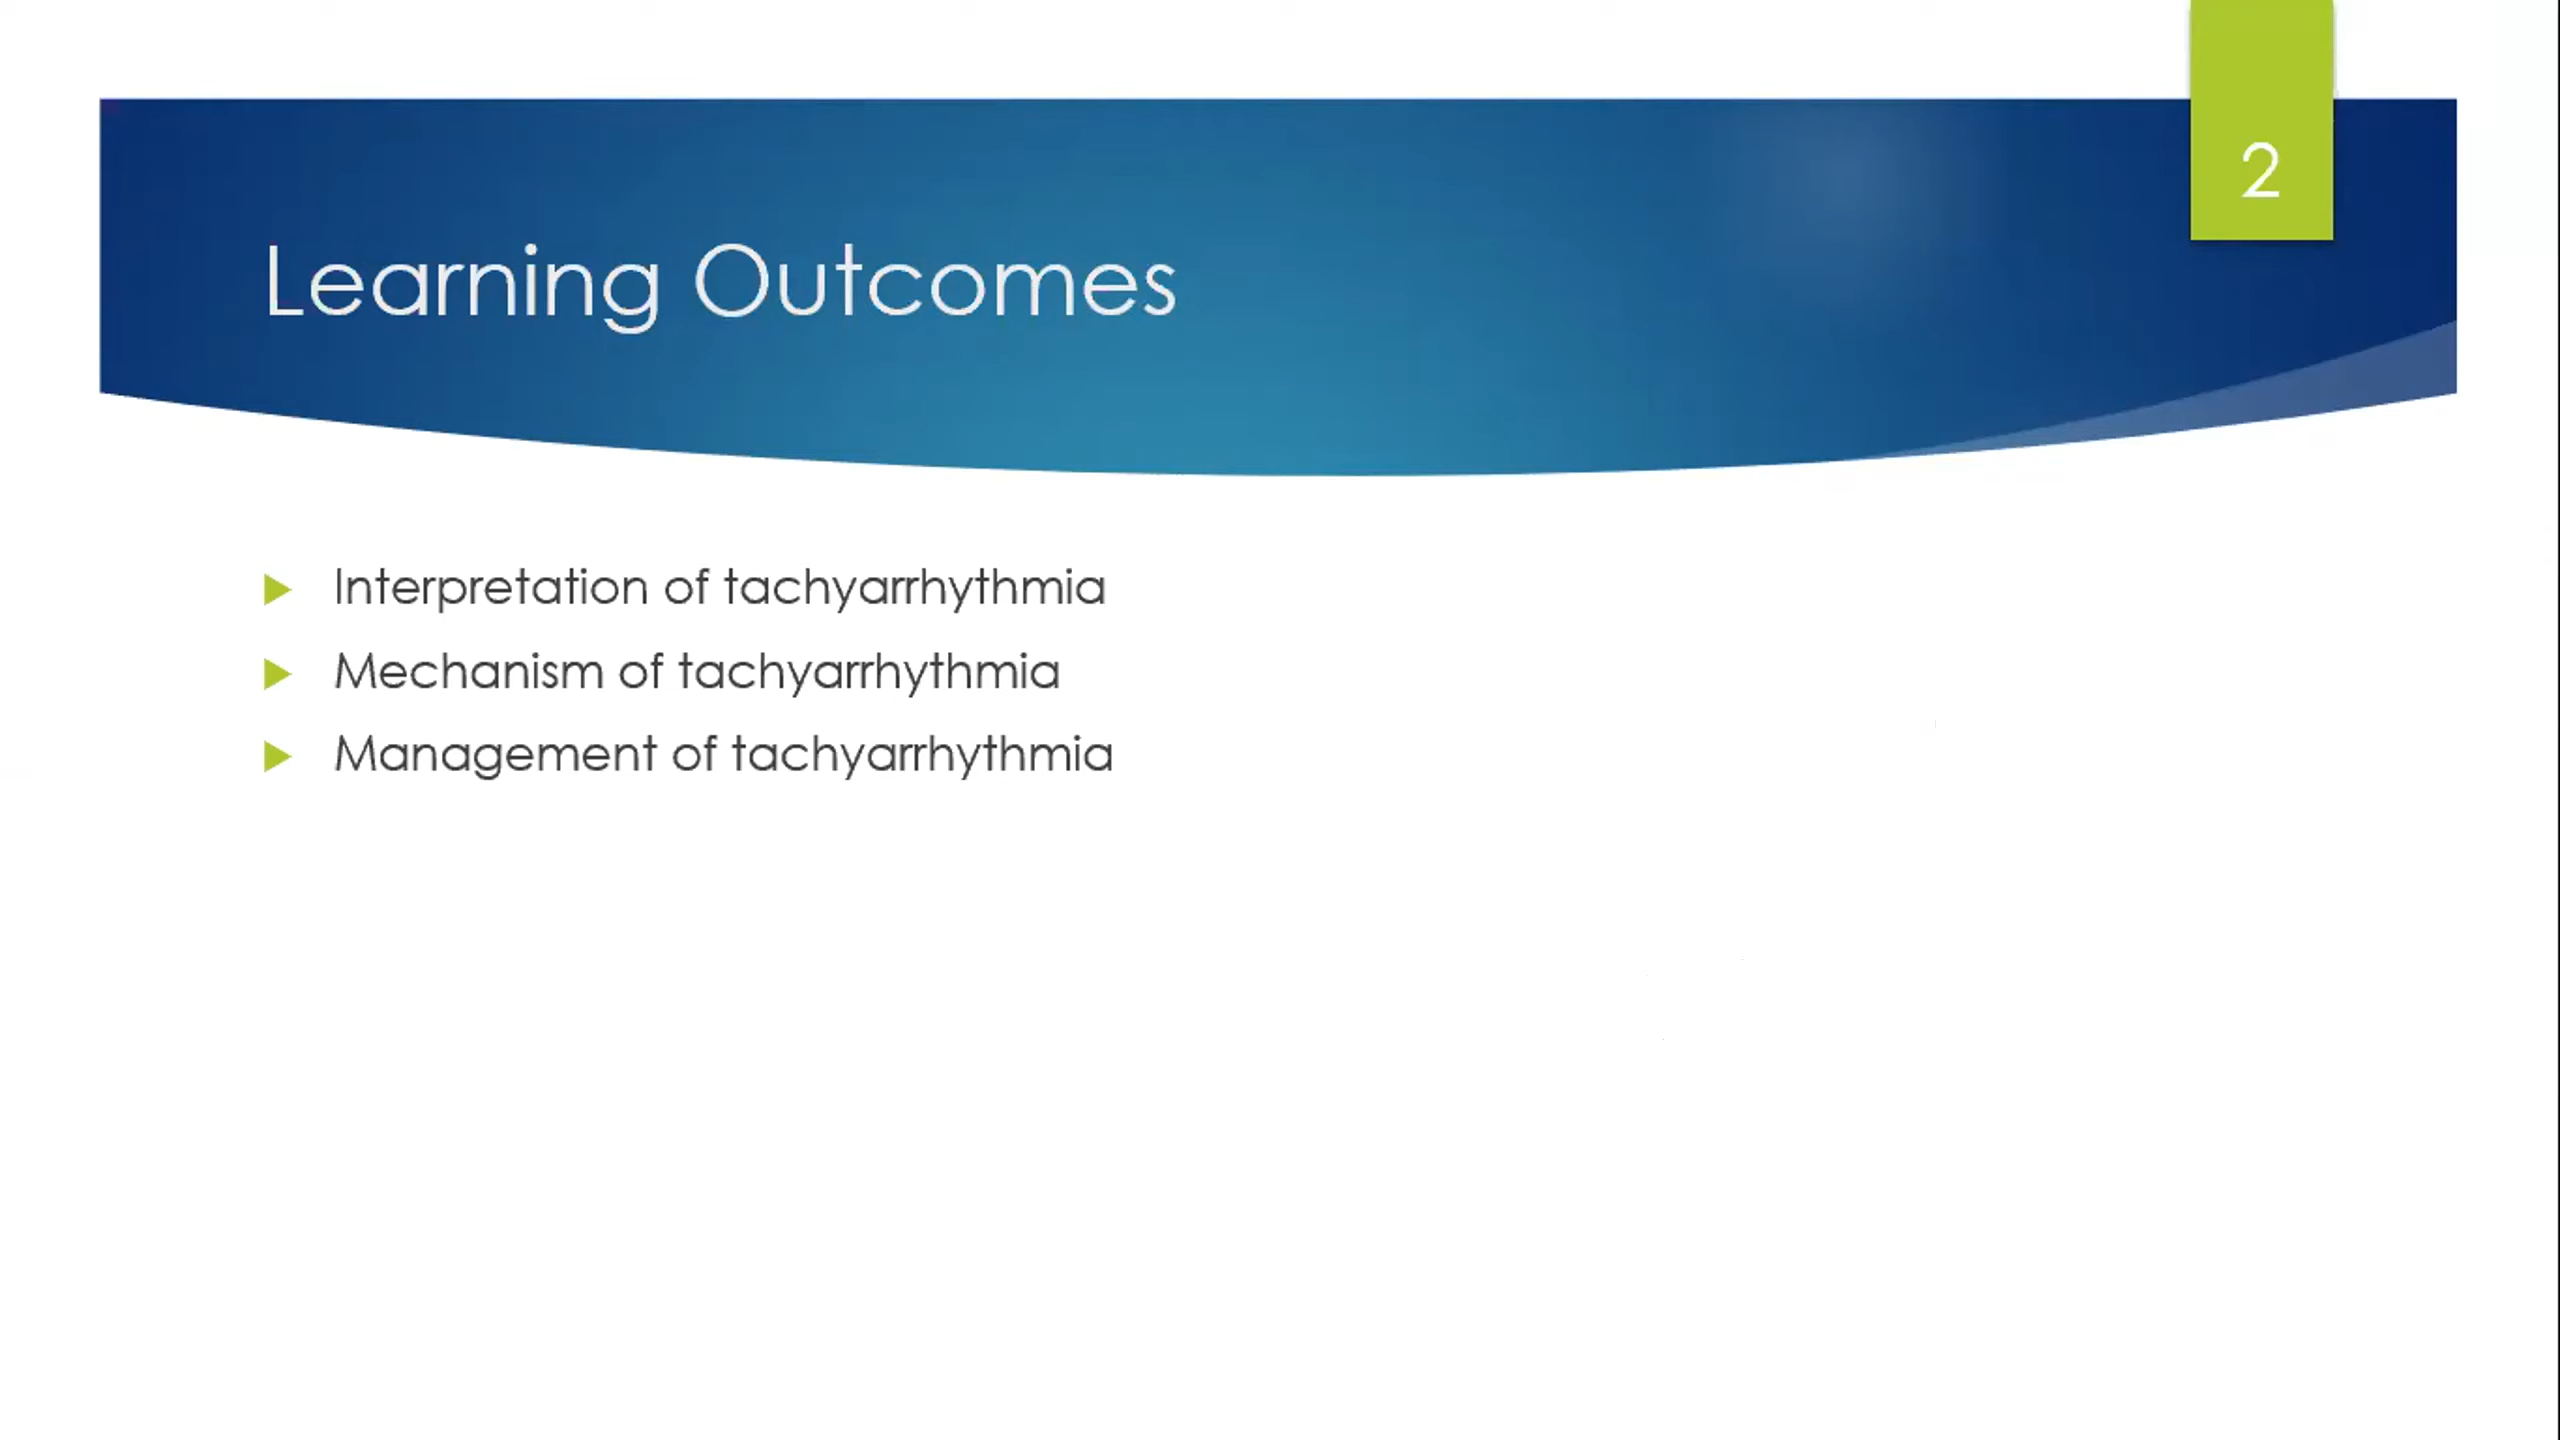 2
Learning Outcomes
Interpretation of tachyarrhythmia
Mechanism of tachyarrhythmia
Management of tachyarrhythmia